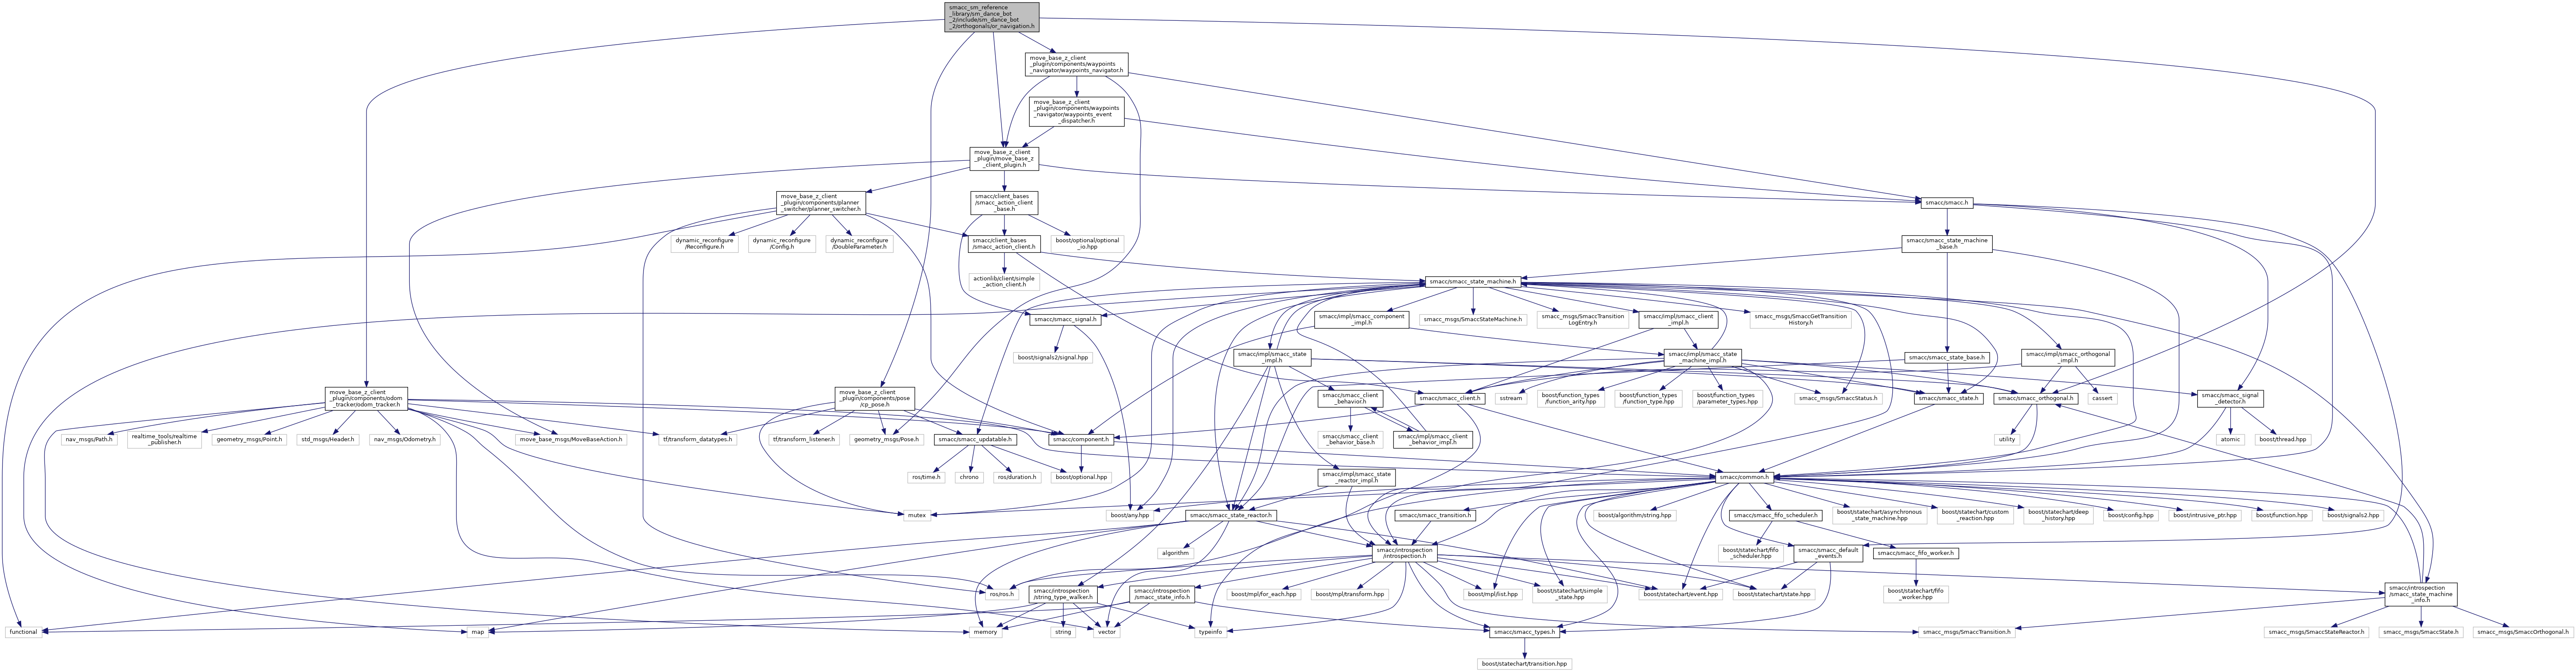 smacc_sm_reference
_library/sm_dance_bot
_2/include/sm_dance_bot
_2/orthogonals/or_navigation.h
move_base_z_client
_plugin/components/waypoints
_navigator/waypoints_navigator.h
move_base_z_client
_plugin/components/waypoints
_navigator/waypoints_event
_dispatcher.h
move_base_z_client
_plugin/move_base_z
_client_plugin.h
move_base_z_client
_plugin/components/planner
_switcher/planner_switcher.h
smacc/client_bases
/smacc_action_client
_base.h
smacc/smacc.h
dynamic_reconfigure
/Reconfigure.h
dynamic_reconfigure
/Config.h
dynamic_reconfigure
/DoubleParameter.h
smacc/client_bases
/smacc_action_client.h
boost/optional/optional
_io.hpp
smacc/smacc_state_machine
_base.h
actionlib/client/simple
_action_client.h
smacc/smacc_state_machine.h
smacc/smacc_signal.h
smacc/impl/smacc_component
_impl.h
smacc_msgs/SmaccStateMachine.h
smacc_msgs/SmaccTransition
LogEntry.h
smacc/impl/smacc_client
_impl.h
smacc_msgs/SmaccGetTransition
History.h
boost/signals2/signal.hpp
smacc/impl/smacc_state
_impl.h
smacc/impl/smacc_state
_machine_impl.h
smacc/smacc_state_base.h
smacc/impl/smacc_orthogonal
_impl.h
move_base_z_client
_plugin/components/odom
_tracker/odom_tracker.h
move_base_z_client
_plugin/components/pose
/cp_pose.h
smacc/smacc_client
_behavior.h
smacc/smacc_client.h
sstream
boost/function_types
/function_arity.hpp
boost/function_types
/function_type.hpp
boost/function_types
/parameter_types.hpp
smacc_msgs/SmaccStatus.h
smacc/smacc_state.h
smacc/smacc_orthogonal.h
cassert
smacc/smacc_signal
_detector.h
nav_msgs/Path.h
realtime_tools/realtime
_publisher.h
geometry_msgs/Point.h
std_msgs/Header.h
nav_msgs/Odometry.h
move_base_msgs/MoveBaseAction.h
tf/transform_datatypes.h
tf/transform_listener.h
geometry_msgs/Pose.h
smacc/smacc_updatable.h
smacc/component.h
smacc/smacc_client
_behavior_base.h
smacc/impl/smacc_client
_behavior_impl.h
utility
atomic
boost/thread.hpp
ros/time.h
chrono
ros/duration.h
boost/optional.hpp
smacc/impl/smacc_state
_reactor_impl.h
smacc/common.h
mutex
boost/any.hpp
smacc/smacc_state_reactor.h
smacc/smacc_transition.h
boost/algorithm/string.hpp
smacc/smacc_fifo_scheduler.h
boost/statechart/asynchronous
_state_machine.hpp
boost/statechart/custom
_reaction.hpp
boost/statechart/deep
_history.hpp
boost/config.hpp
boost/intrusive_ptr.hpp
boost/function.hpp
boost/signals2.hpp
algorithm
smacc/introspection
/introspection.h
boost/statechart/fifo
_scheduler.hpp
smacc/smacc_default
_events.h
smacc/smacc_fifo_worker.h
ros/ros.h
smacc/introspection
/string_type_walker.h
smacc/introspection
/smacc_state_info.h
boost/mpl/for_each.hpp
boost/mpl/transform.hpp
boost/mpl/list.hpp
boost/statechart/simple
_state.hpp
boost/statechart/event.hpp
boost/statechart/state.hpp
boost/statechart/fifo
_worker.hpp
smacc/introspection
/smacc_state_machine
_info.h
functional
map
memory
string
vector
typeinfo
smacc/smacc_types.h
smacc_msgs/SmaccTransition.h
smacc_msgs/SmaccStateReactor.h
smacc_msgs/SmaccState.h
smacc_msgs/SmaccOrthogonal.h
boost/statechart/transition.hpp